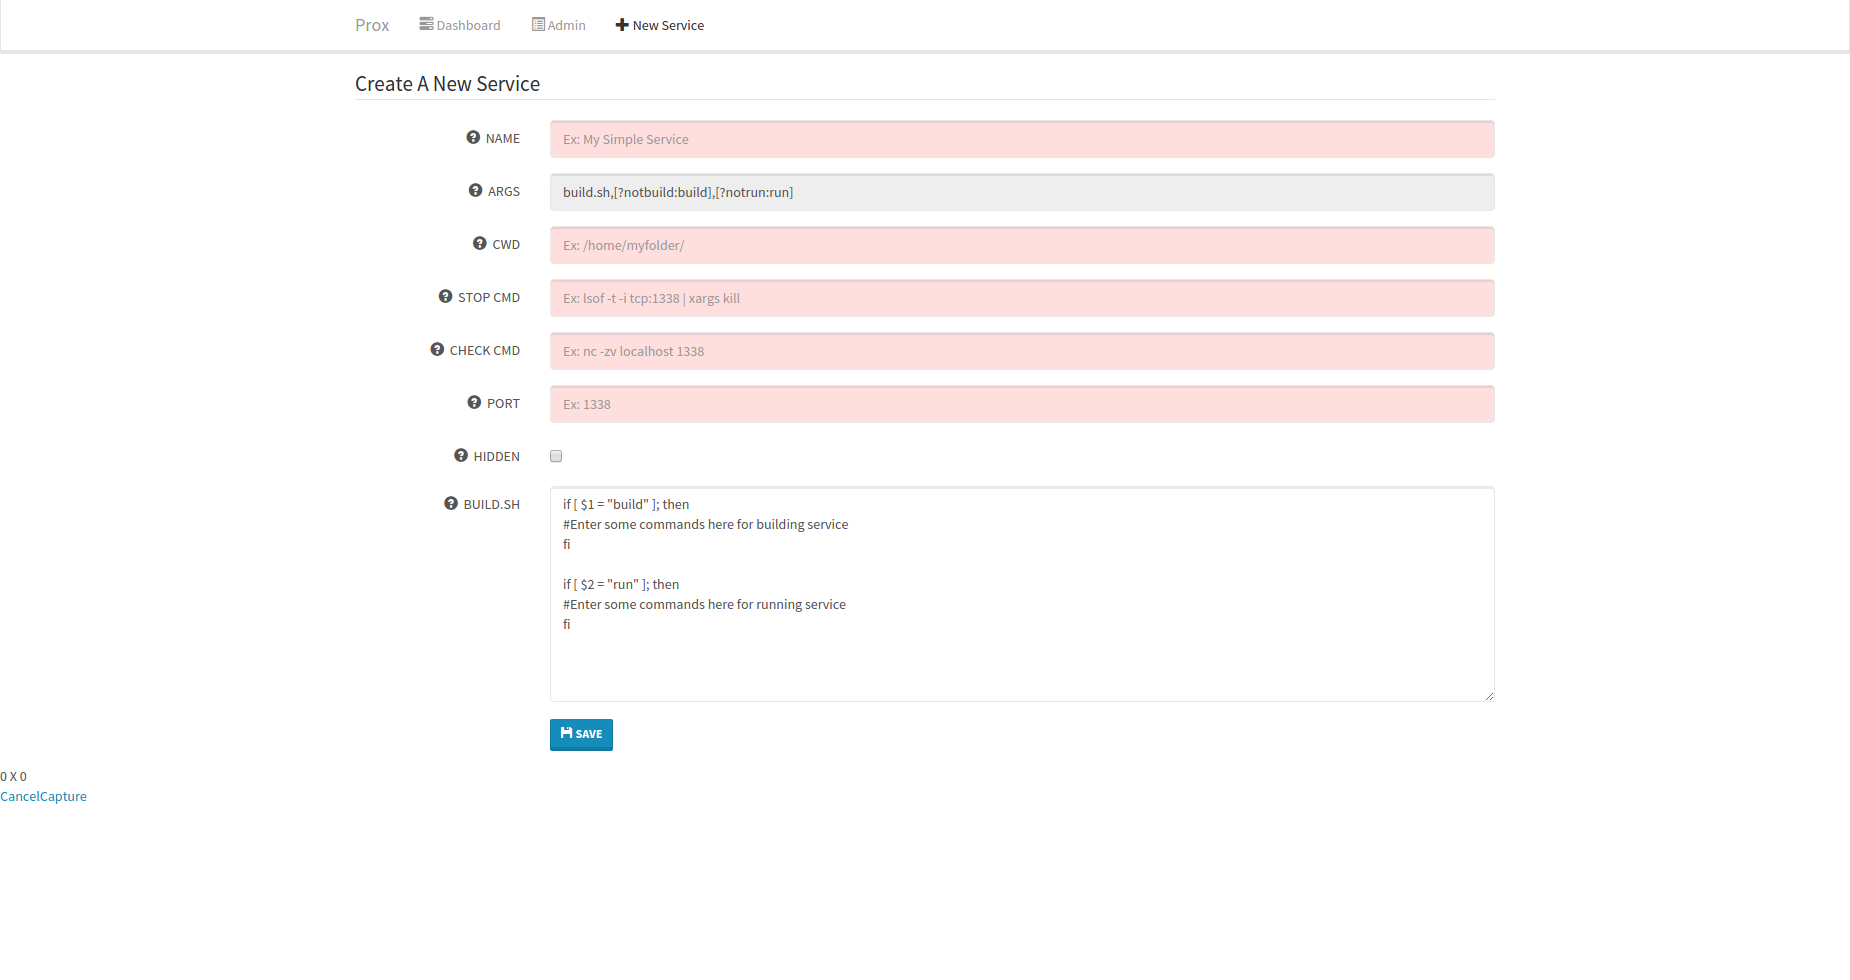 Prox Dashboard Admin New Service
Create A New Service
NAME Ex: My Simple Service
ARGS build.sh,[?notbuild:build],[?notrun:run]
CWD Ex: /home/myfolder/
STOP CMD Ex: lsof -t -i tcp:1338 | xargs kill
CHECK CMD Ex: nc -zv localhost 1338
PORT Ex: 1338
HIDDEN
BUILD.SH if [ $1 = "build" ]; then
#Enter some commands here for building service
fi
if [ $2 = "run" ]; then
#Enter some commands here for running service
fi
SAVE
0 X 0
CancelCapture